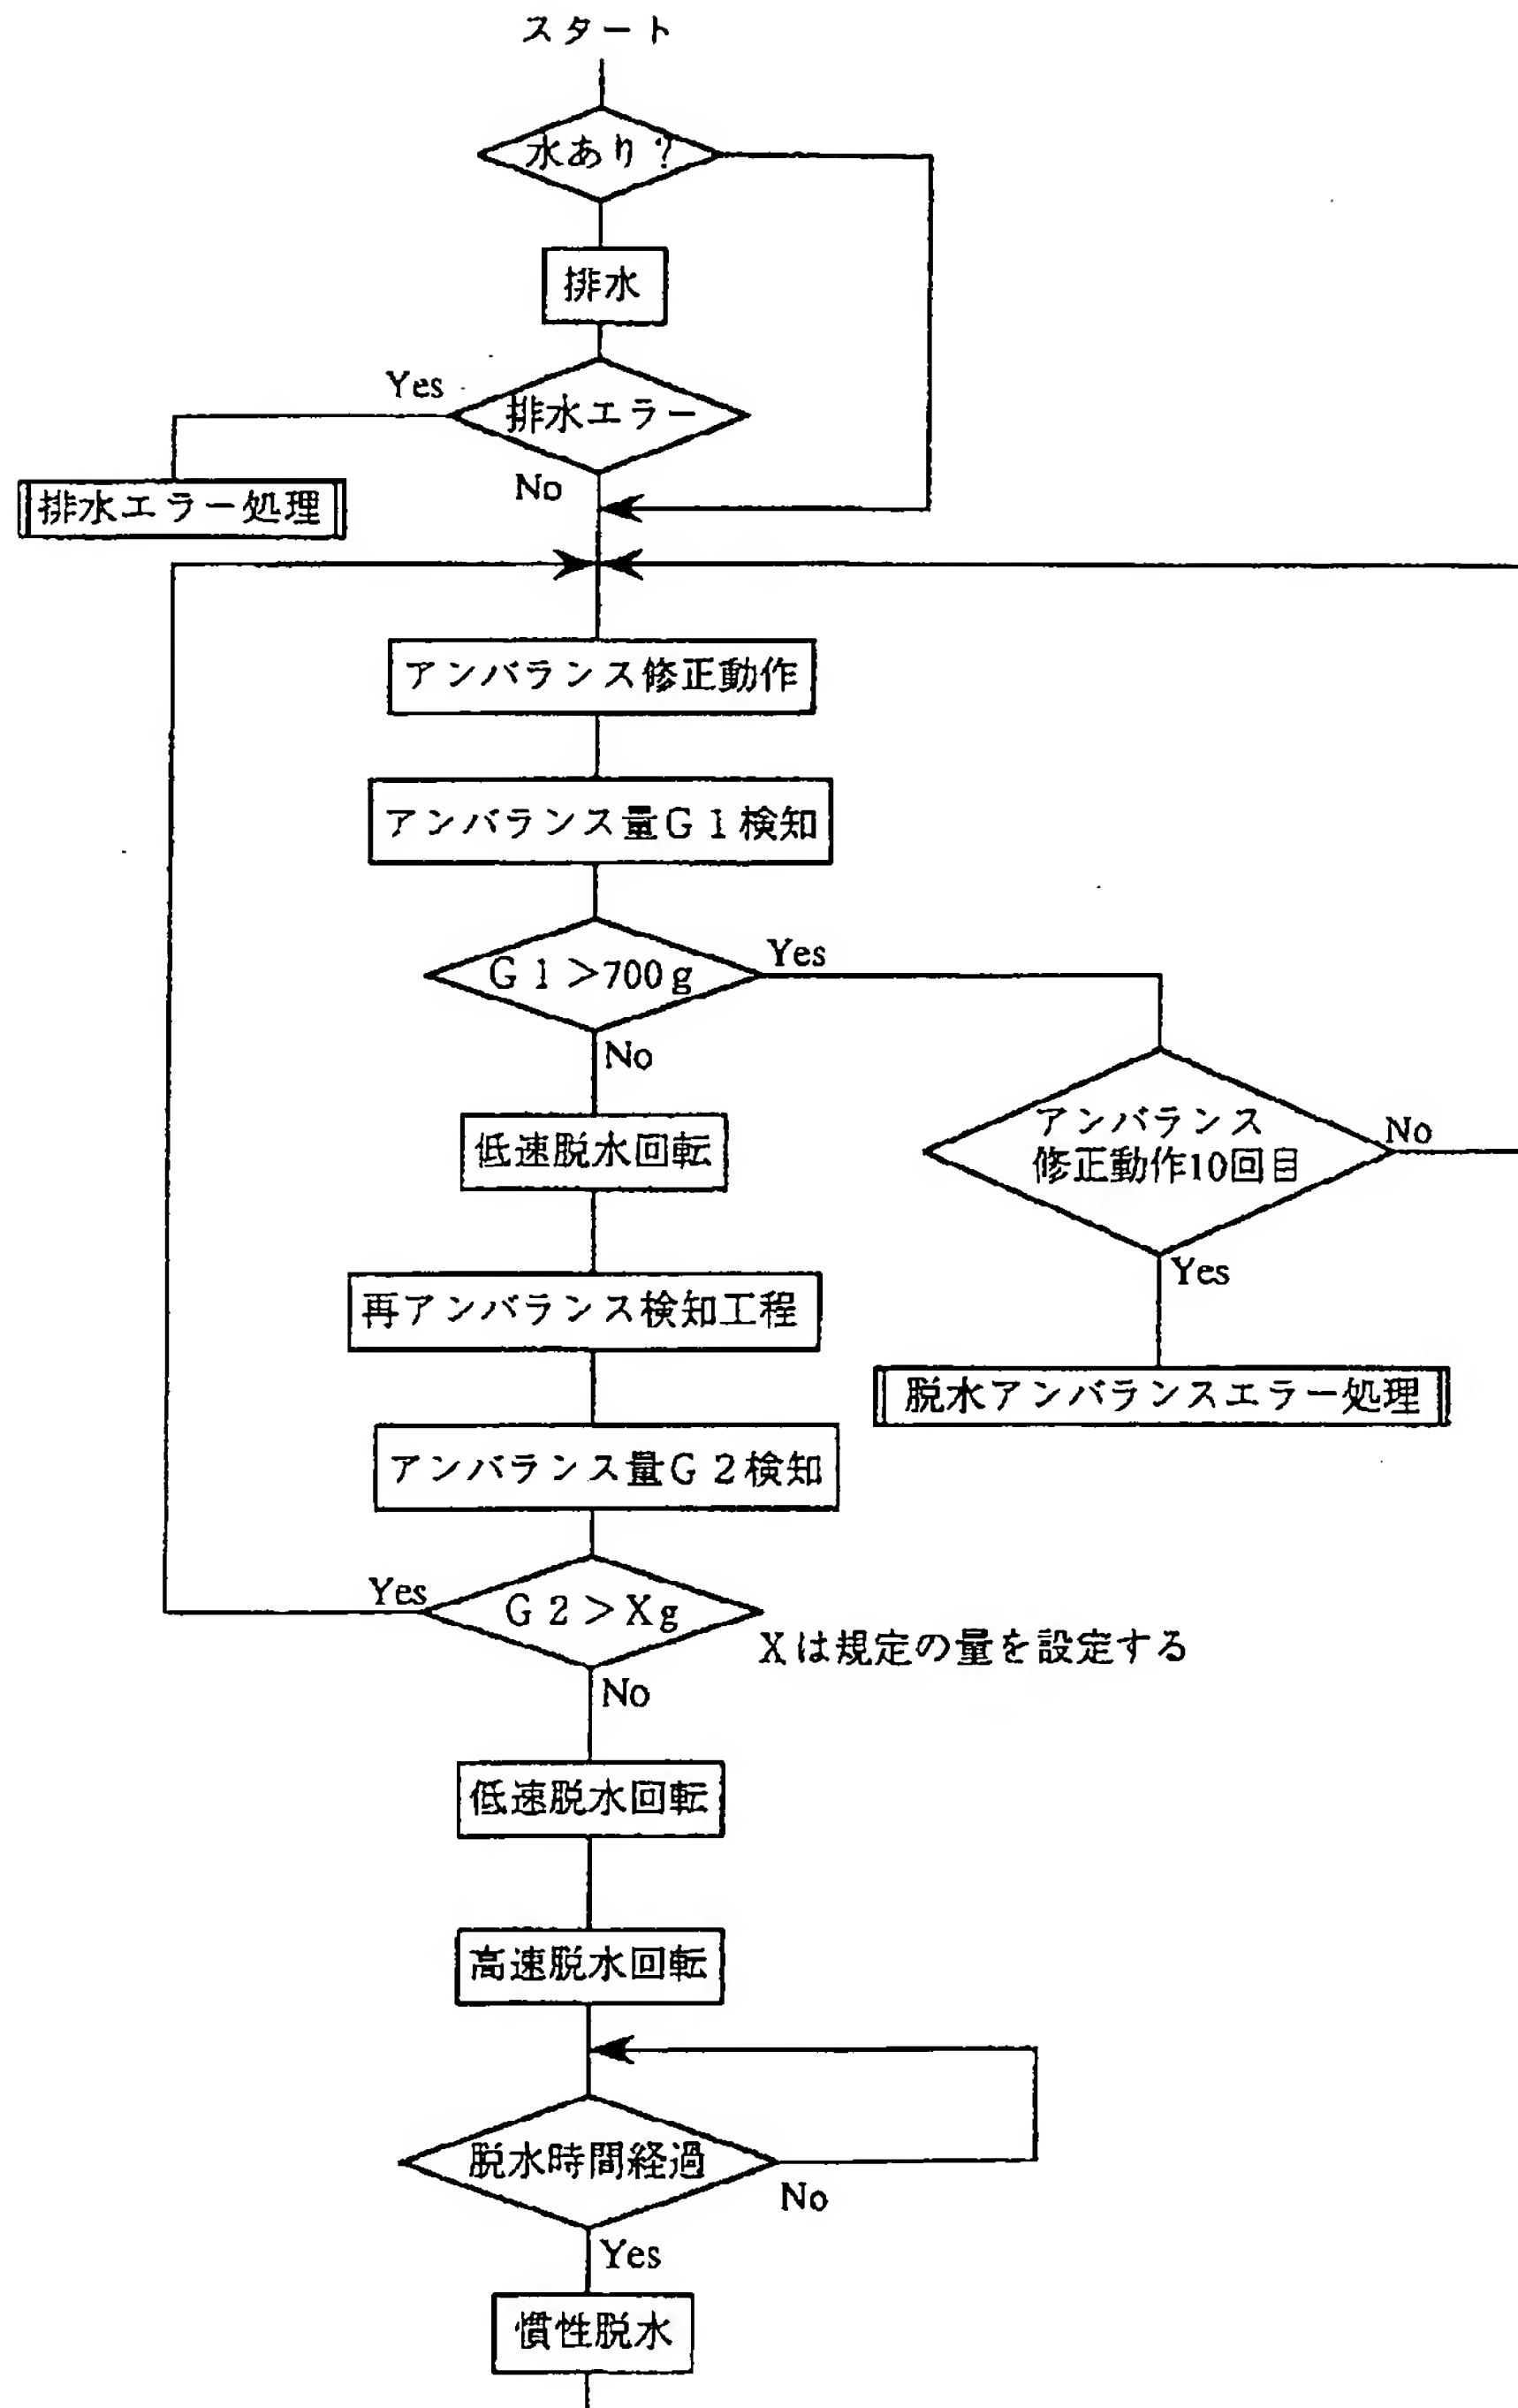 スタート
水あり?
排水
Yes
排水エラー
No
排水エラー処理
アンバランス修正動作
アンバランス量G1検知
G1>700g
Yes
No
低速脱水回転
アンバランス
修正動作10回目
No
Yes
再アンバランス検知工程
脱水アンバランスエラー処理
アンバランス量G2検知
Yes
G2>Xg
Xは規定の量を設定する
No
低速脱水回転
高速脱水回転
脱水時間経過
No
Yes
慣性脱水